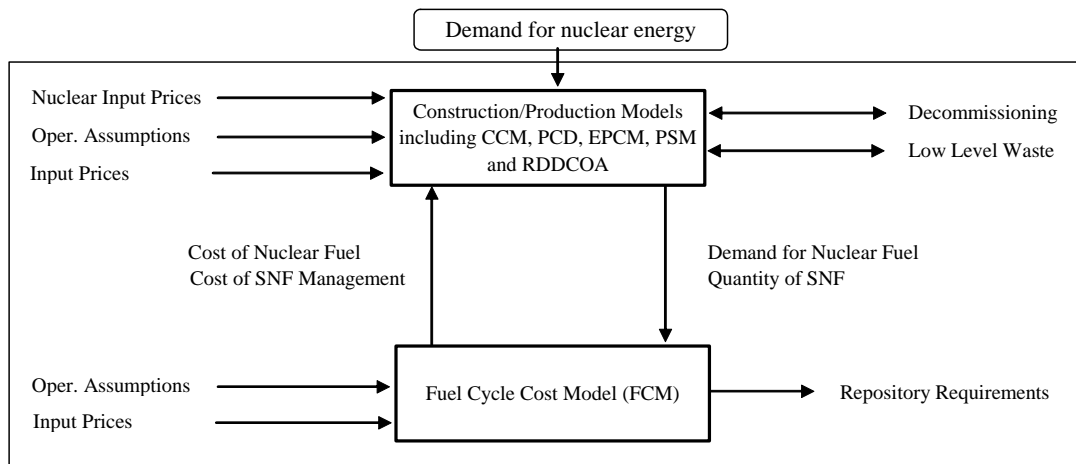 Demand for nuclear energy
Nuclear Input Prices
Oper. Assumptions
Input Prices
Construction/Production Models
including CCM, PCD, EPCM, PSM
and RDDCOA
Decommissioning
Low Level Waste
Cost of Nuclear Fuel
Cost of SNF Management
Demand for Nuclear Fuel
Quantity of SNF
Oper. Assumptions
Input Prices
Fuel Cycle Cost Model (FCM)
Repository Requirements